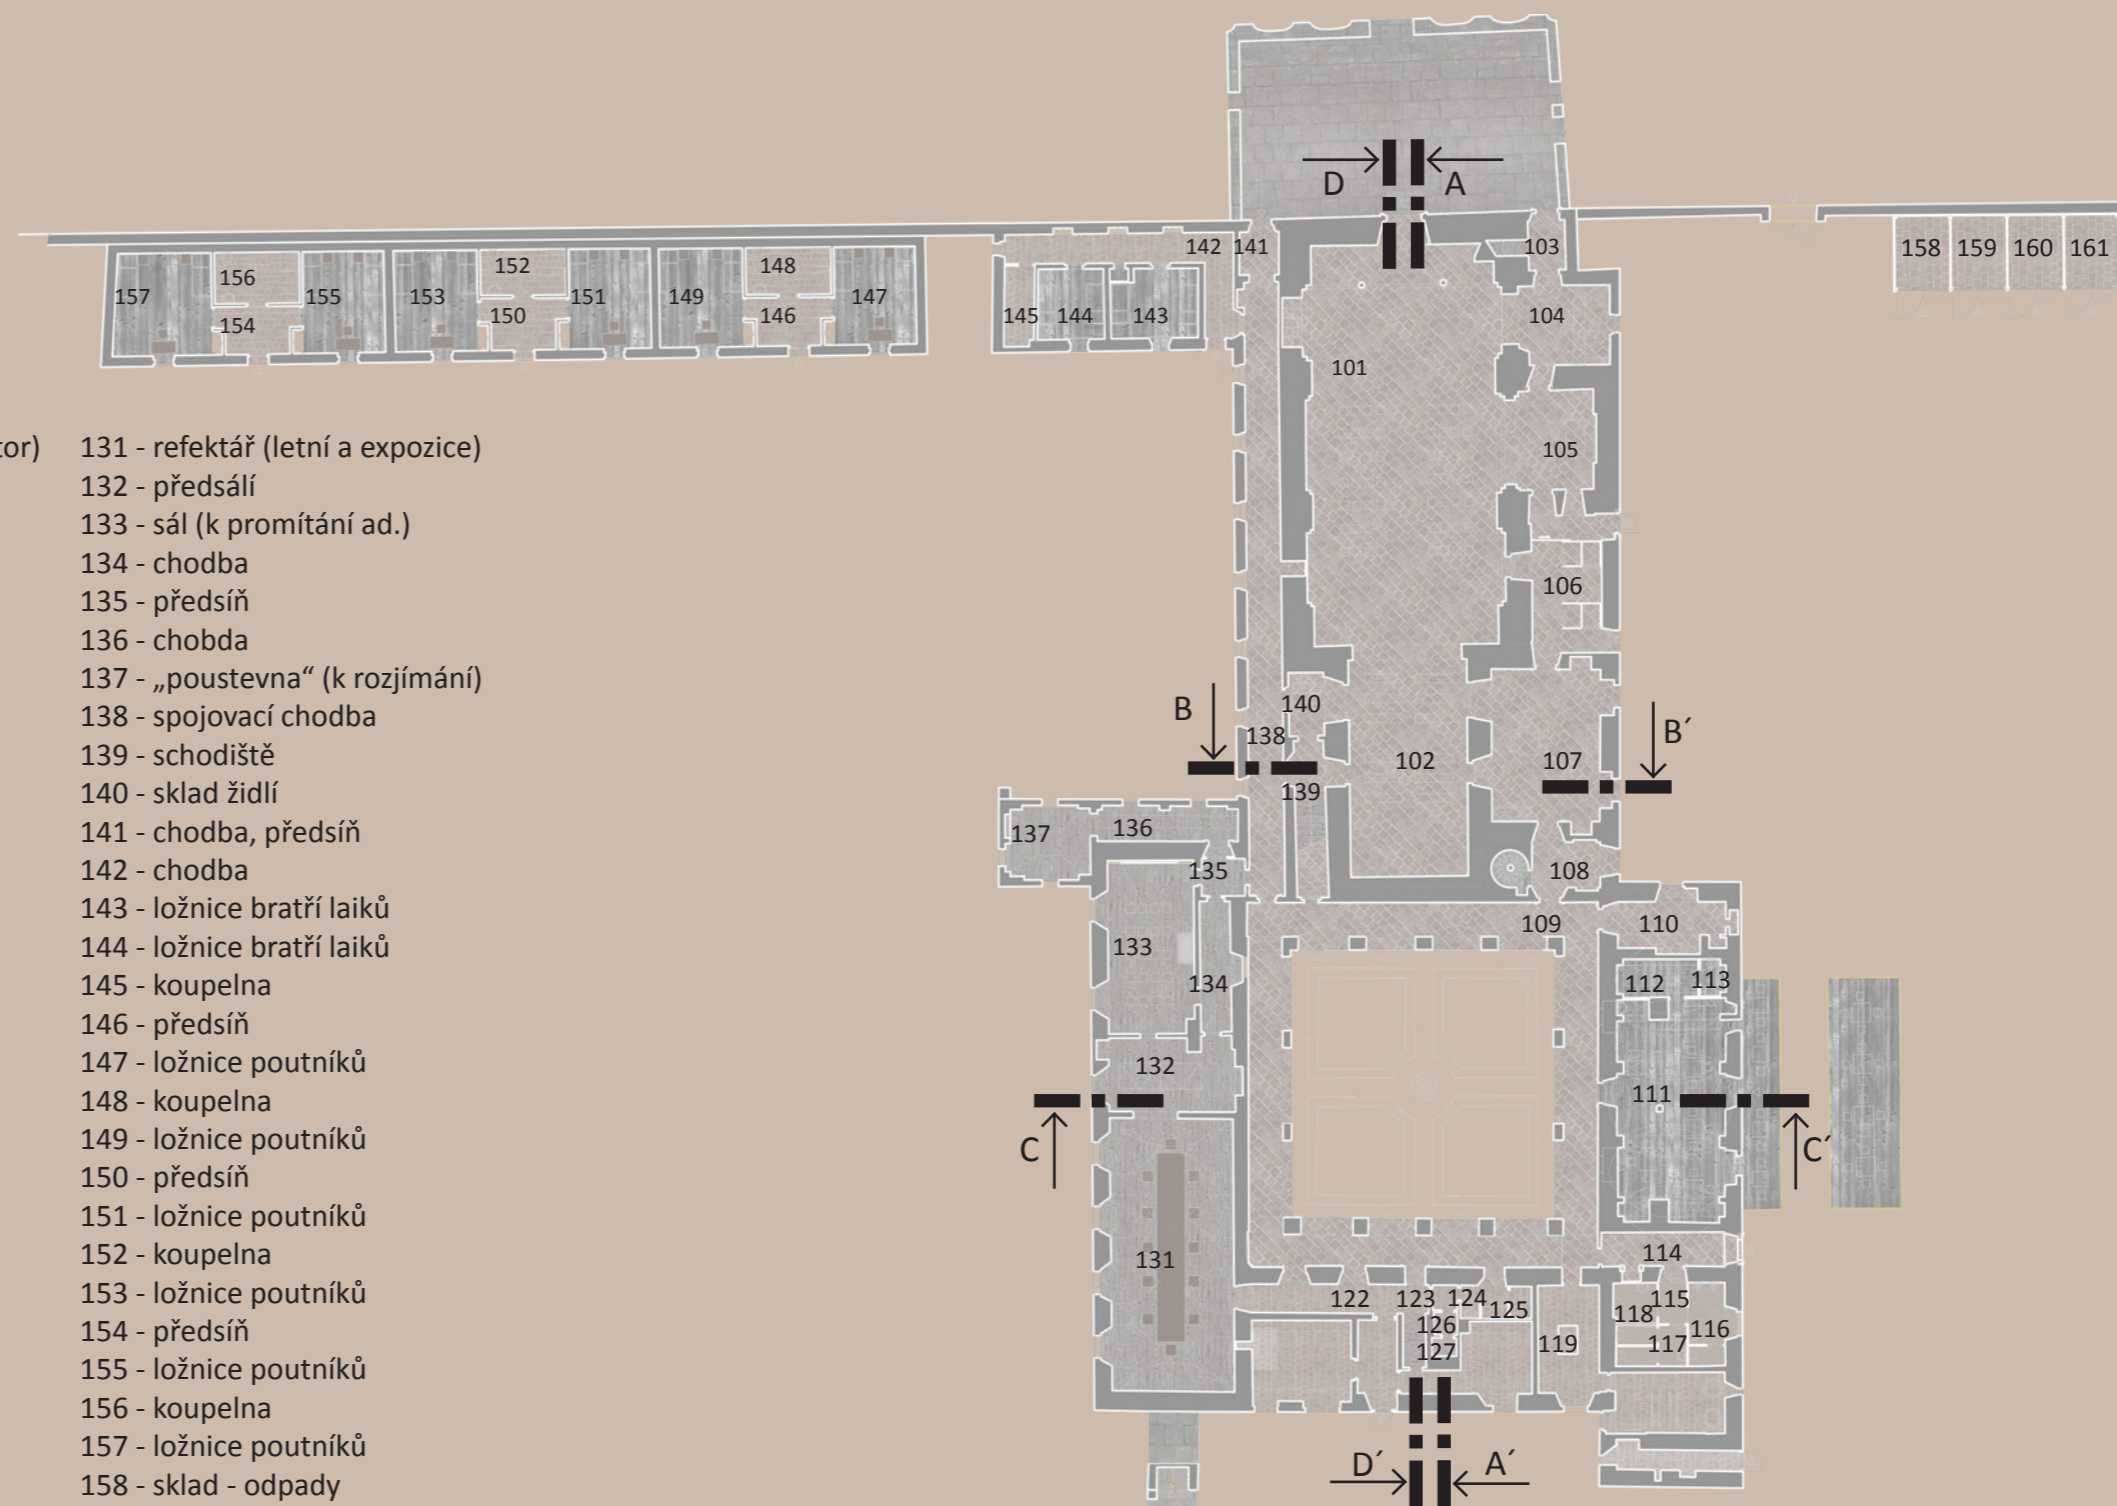 D A
142 141 103 158 159 160 161
156 152 148
157 155 153 151 149 147
154 150 146 145 144 143 104
101
tor) 131 - refektář (letní a expozice)
105
132 - předsálí
133 - sál (k promítání ad.)
134 - chodba
135 - předsíň
106
136 - chobda
137 - „poustevna“ (k rozjímání)
138 - spojovací chodba
139 - schodiště
140 - sklad židlí
141 - chodba, předsíň
142 - chodba
143 - ložnice bratří laiků
144 - ložnice bratří laiků
145 - koupelna
146 - předsíň
147 - ložnice poutníků
148 - koupelna
149 - ložnice poutníků
150 - předsíň
151 - ložnice poutníků
152 - koupelna
153 - ložnice poutníků
154 - předsíň
155 - ložnice poutníků
156 - koupelna
157 - ložnice poutníků
158 - sklad - odpady
B 140 B´
138 102 107
139
137 136
135 108
109 110
133
134 112 113
132
111
C C´
131 114
122 123 124 125 115
118 116
126
127 119 117
D´ A´